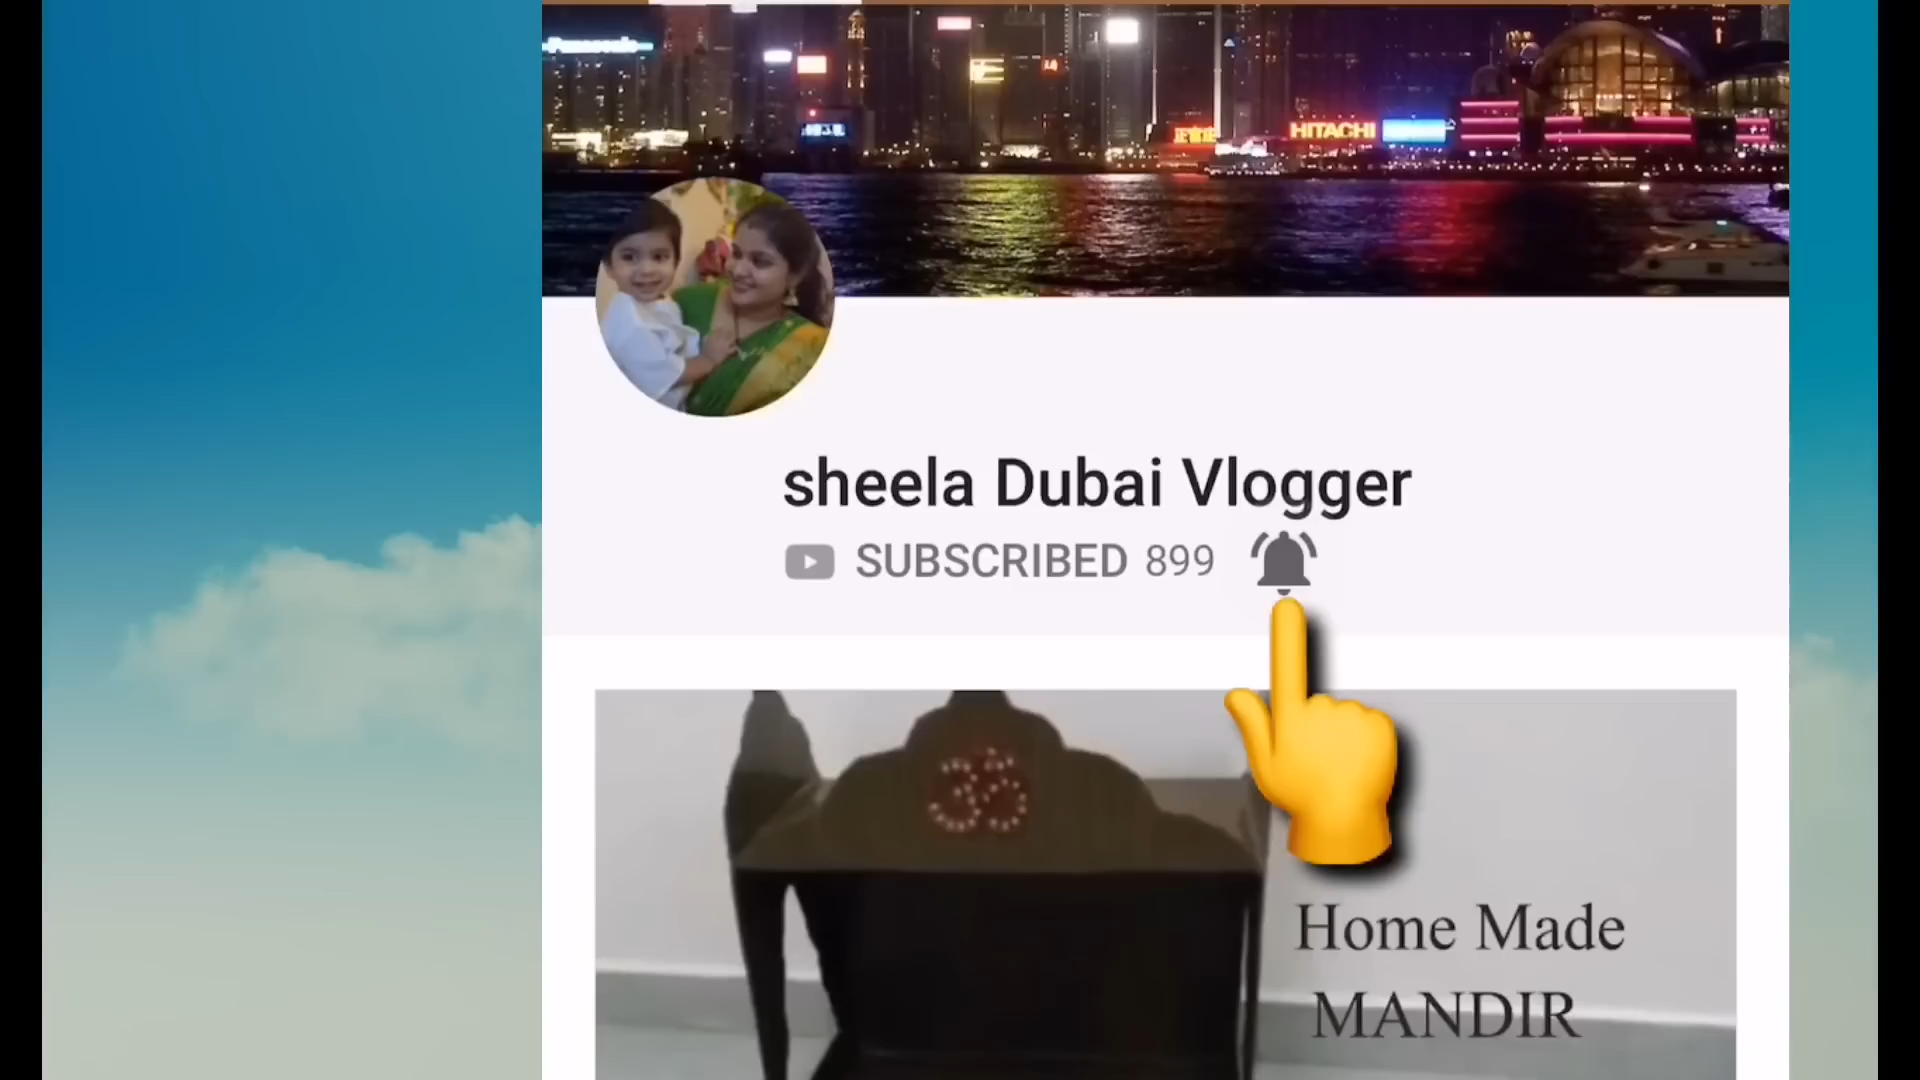 Panasonic
HITACHI
sheela Dubai Vlogger
SUBSCRIBED 899
ॐ
Home Made
MANDIR